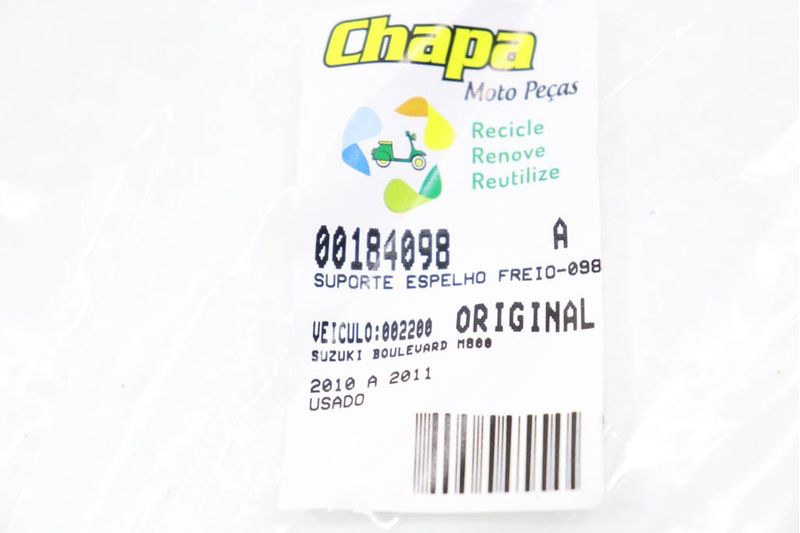 Chapa
Moto Peças
Recicle
Renove
Reutilize
00184098 A
SUPORTE ESPELHO FREIO-098
VEICULO:002200 ORIGINAL
SUZUKI BOULEVARD M800
2010 A 2011
USADO